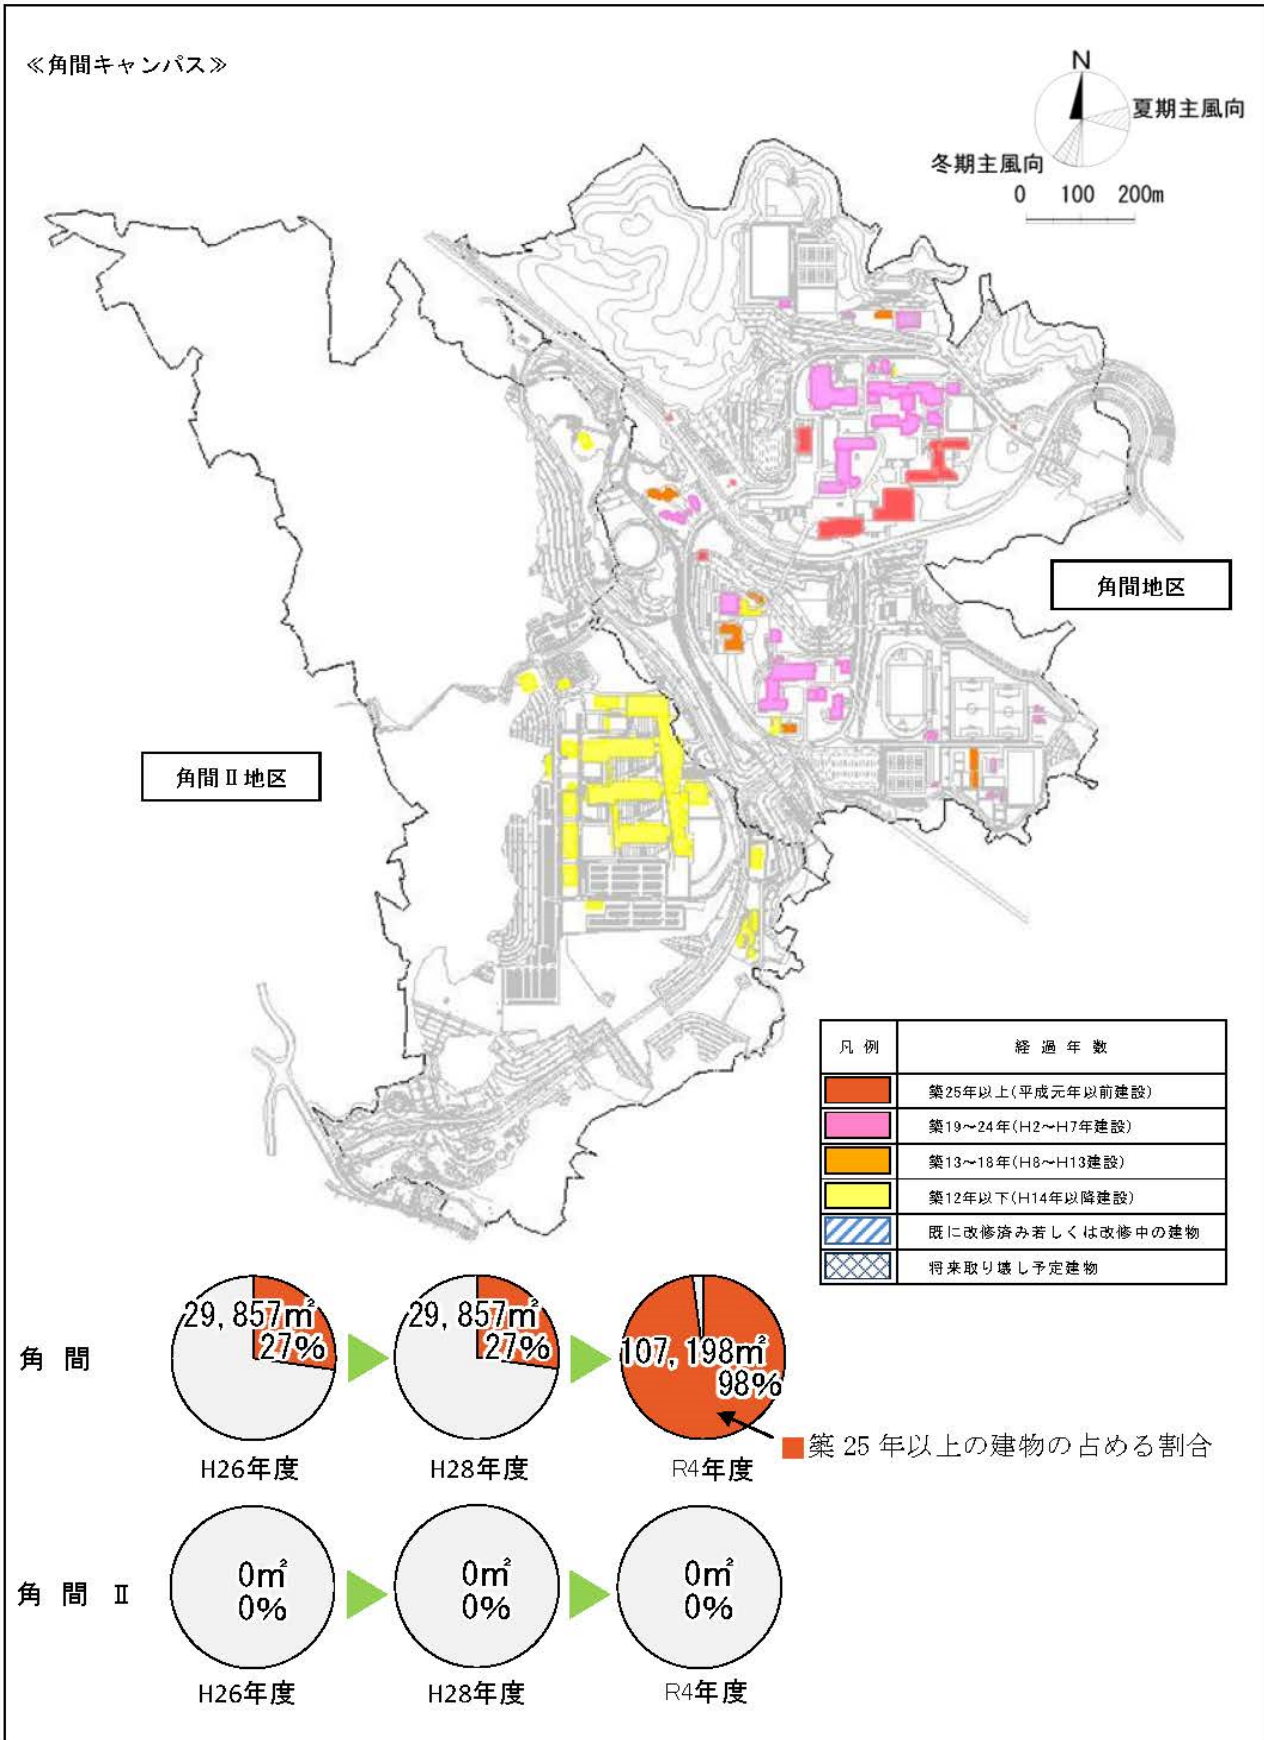 ≪角間キャンパス≫
N
夏期主風向
冬期主風向
0 100 200m
角間地区
角間Ⅱ地区
凡例 経過年数
築25年以上(平成元年以前建設)
築19～24年(H2～H7年建設)
築13～18年(H8～H13建設)
築12年以下(H14年以降建設)
既に改修済み若しくは改修中の建物
将来取り壊し予定建物
角間
29,857㎡
27%
29,857㎡
27%
107,198㎡
98%
■築 25 年以上の建物の占める割合
H26年度
H28年度
R4年度
角間 Ⅱ
0㎡
0%
0㎡
0%
0㎡
0%
H26年度
H28年度
R4年度